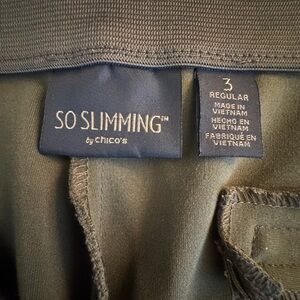 SO SLIMMING™
by chico's
3
REGULAR
MADE IN
VIETNAM
HECHO EN
VIETNAM
FABRIQUÉ EN
VIETNAM